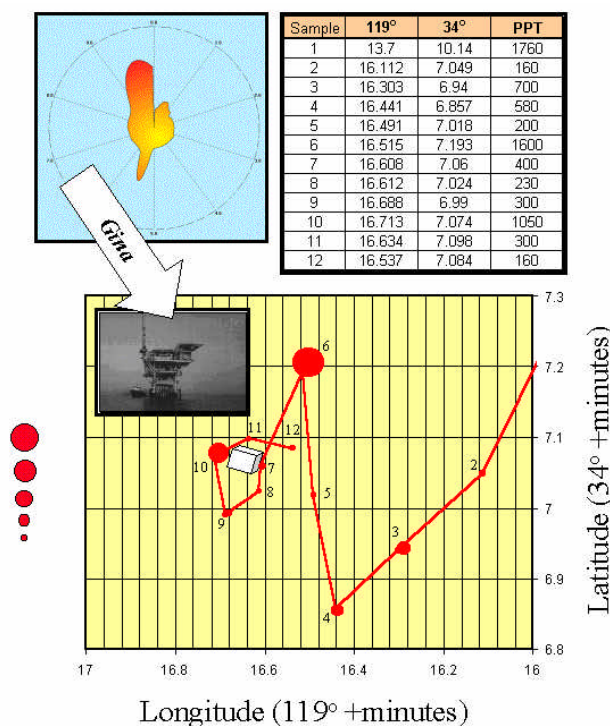 Sample 119° 34° PPT
1 13.7 10.14 1760
2 16.112 7.049 160
3 16.303 6.94 700
4 16.441 6.857 580
5 16.491 7.018 200
6 16.515 7.193 1600
7 16.608 7.06 400
8 16.612 7.024 230
9 16.688 6.99 300
10 16.713 7.074 1050
11 16.634 7.098 300
12 16.537 7.084 160
Gina
7.3
6
7.2
11
12
7.1
10
7
2
8
5
9
7
3
6.9
4
6.8
17 16.8 16.6 16.4 16.2 16
Latitude (34° +minutes)
Longitude (119° +minutes)